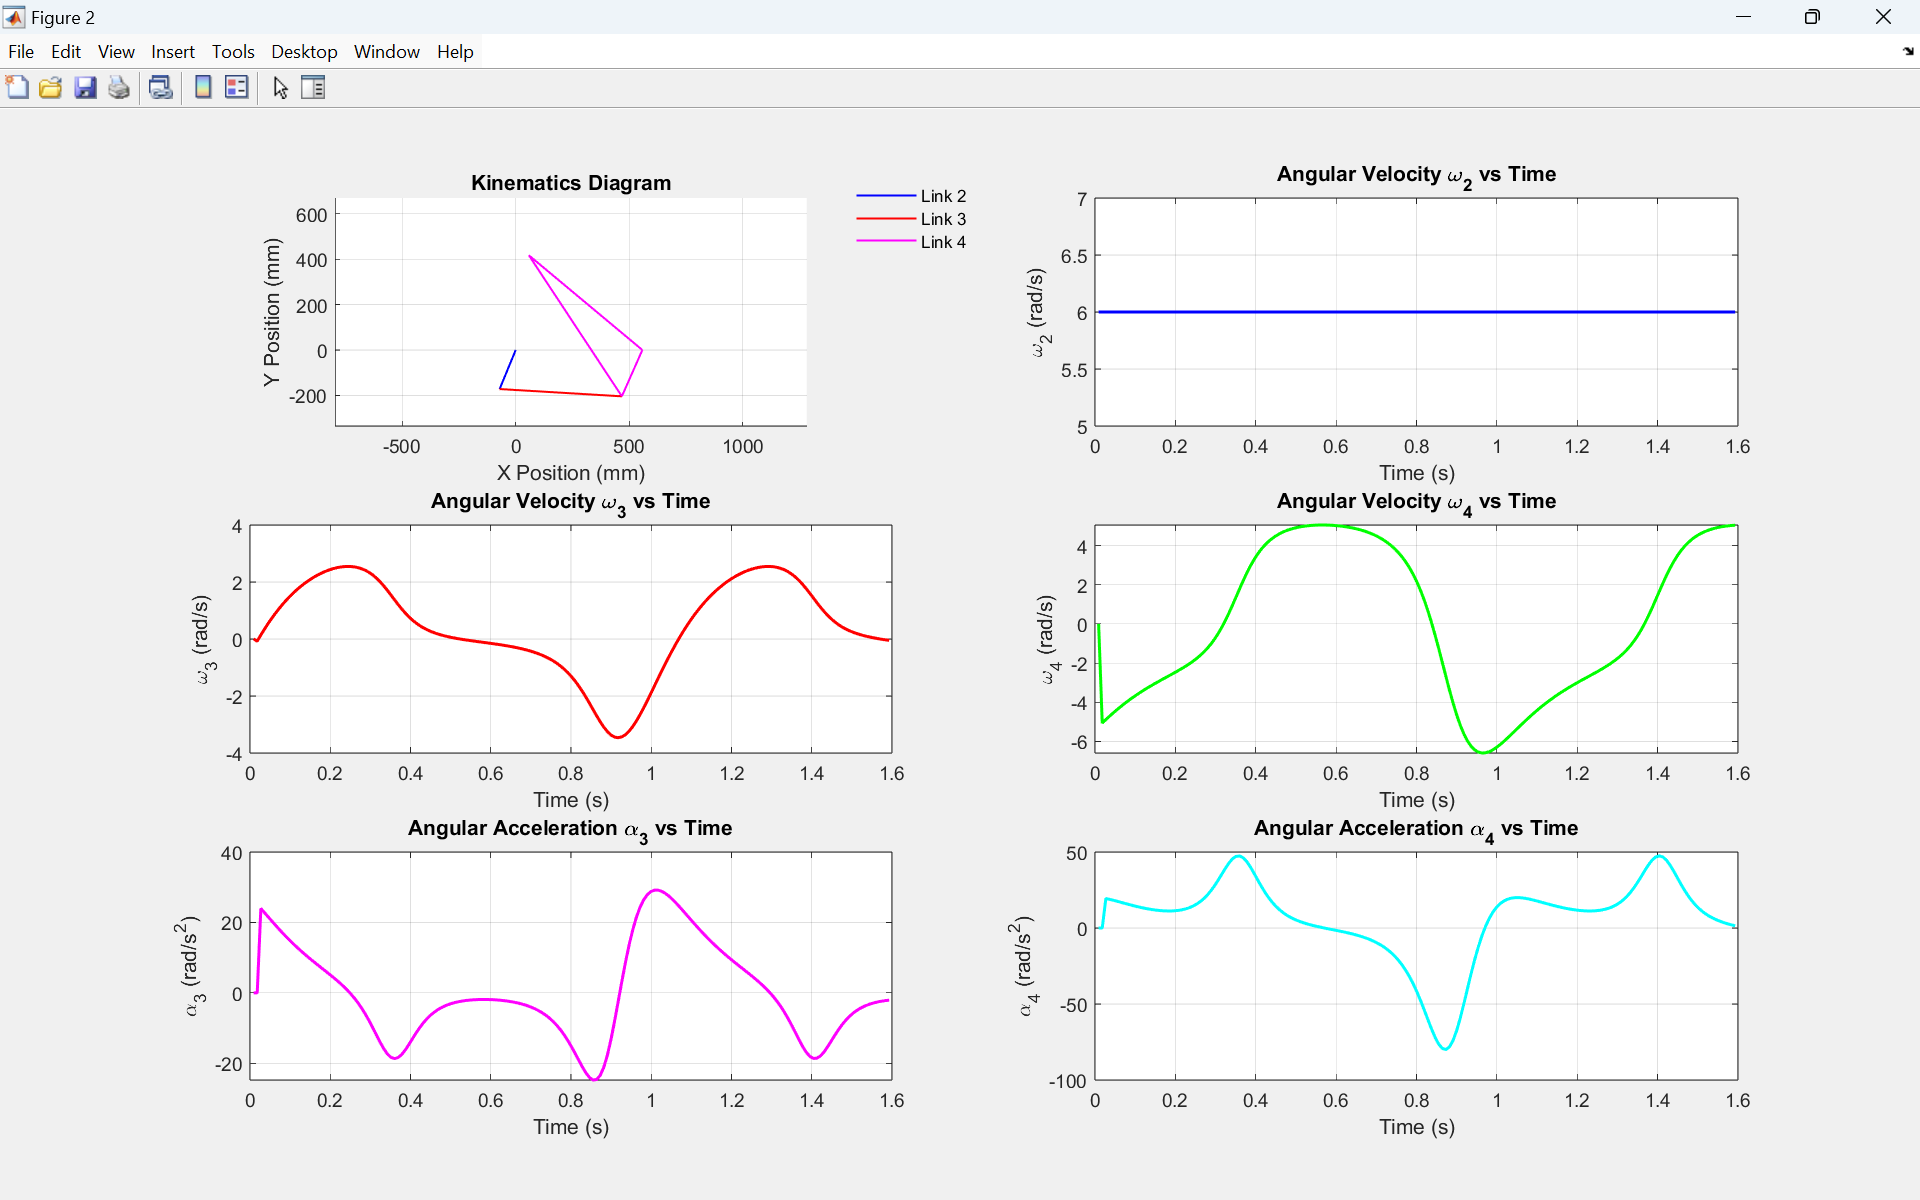 Figure 2
File Edit View Insert Tools Desktop Window Help
Kinematics Diagram
600
400
200
0
-200
Y Position (mm)
-500 0 500 1000
X Position (mm)
Link 2
Link 3
Link 4
Angular Velocity ω2 vs Time
7
6.5
6
5.5
5
ω2 (rad/s)
0 0.2 0.4 0.6 0.8 1 1.2 1.4 1.6
Time (s)
Angular Velocity ω3 vs Time
4
2
0
-2
-4
ω3 (rad/s)
0 0.2 0.4 0.6 0.8 1 1.2 1.4 1.6
Time (s)
Angular Velocity ω4 vs Time
4
2
0
-2
-4
-6
ω4 (rad/s)
0 0.2 0.4 0.6 0.8 1 1.2 1.4 1.6
Time (s)
Angular Acceleration α3 vs Time
40
20
0
-20
α3 (rad/s²)
0 0.2 0.4 0.6 0.8 1 1.2 1.4 1.6
Time (s)
Angular Acceleration α4 vs Time
50
0
-50
-100
α4 (rad/s²)
0 0.2 0.4 0.6 0.8 1 1.2 1.4 1.6
Time (s)